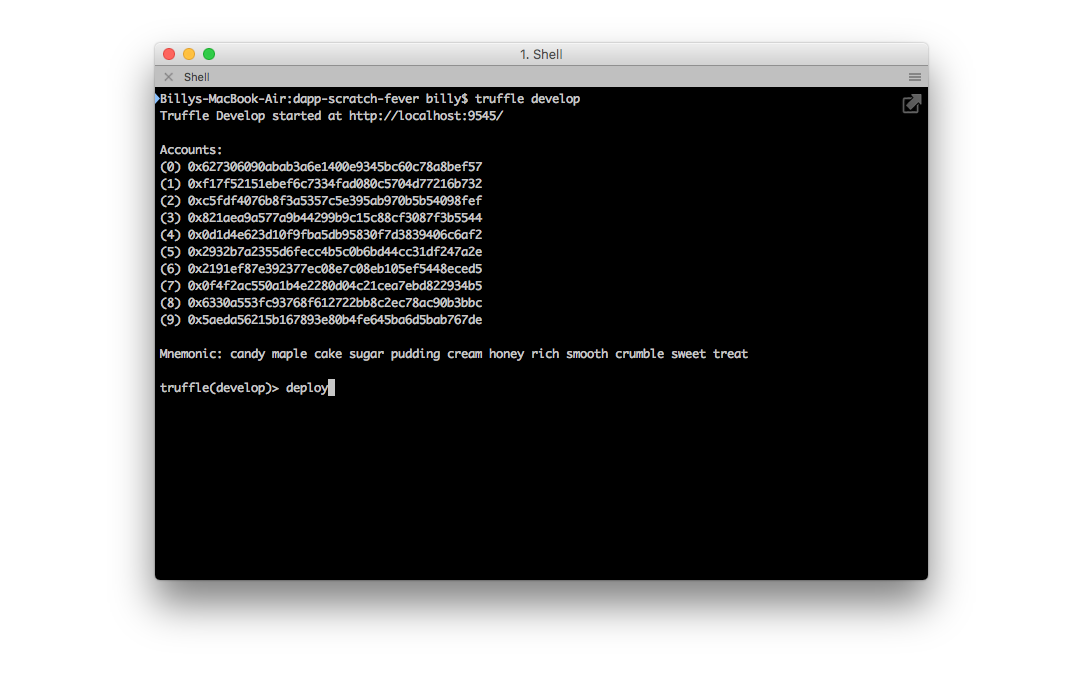 1. Shell
Shell
Billys-MacBook-Air:dapp-scratch-fever billy$ truffle develop
Truffle Develop started at http://localhost:9545/
Accounts:
(0) 0x627306090abab3a6e1400e9345bc60c78a8bef57
(1) 0xf17f52151ebef6c7334fad080c5704d77216b732
(2) 0xc5fdf4076b8f3a5357c5e395ab970b5b54098fef
(3) 0x821aea9a577a9b44299b9c15c88cf3087f3b5544
(4) 0x0d1d4e623d10f9fba5db95830f7d3839406c6af2
(5) 0x2932b7a2355d6fecc4b5c0b6bd44cc31df247a2e
(6) 0x2191ef87e392377ec08e7c08eb105ef5448eced5
(7) 0x0f4f2ac550a1b4e2280d04c21cea7ebd822934b5
(8) 0x6330a553fc93768f612722bb8c2ec78ac90b3bbc
(9) 0x5aeda56215b167893e80b4fe645ba6d5bab767de
Mnemonic: candy maple cake sugar pudding cream honey rich smooth crumble sweet treat
truffle(develop)> deploy